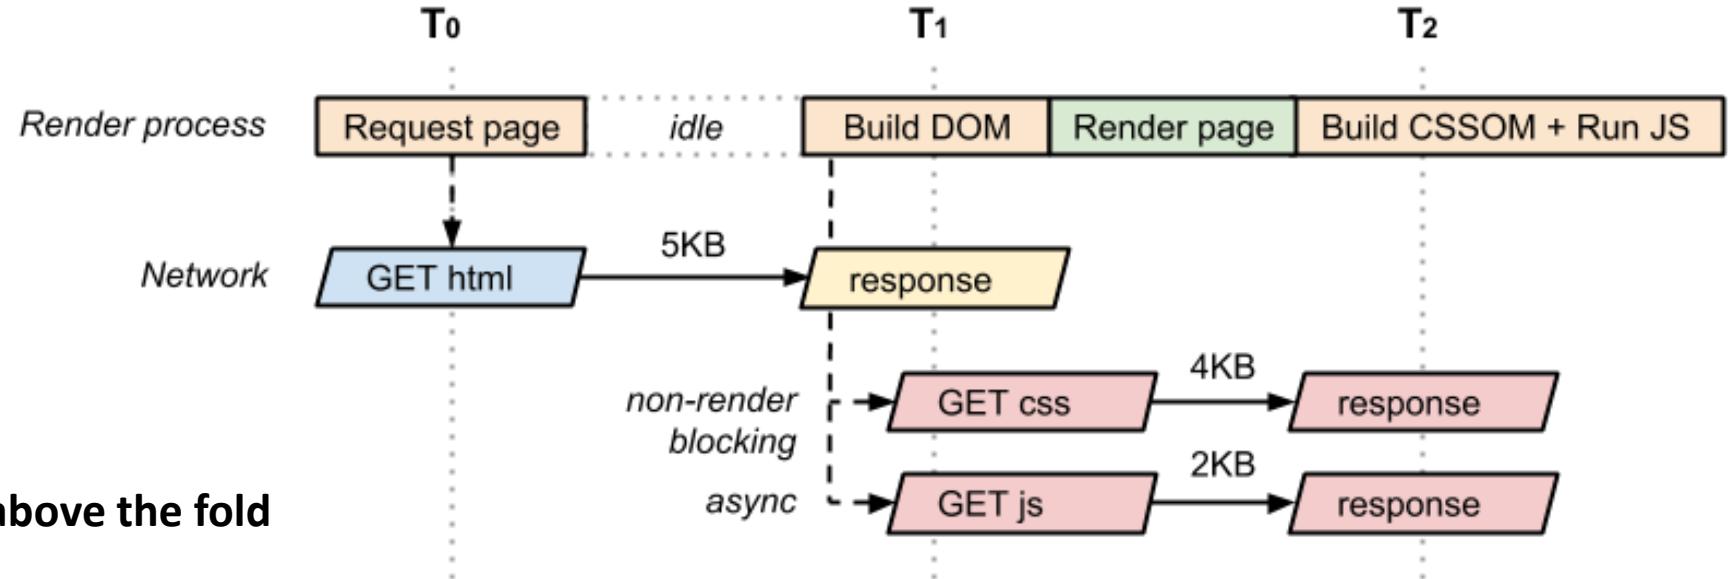 T0 T1 T2
Render process Request page idle Build DOM Render page Build CSSOM + Run JS
5KB
Network GET html response
4KB
non-render GET css response
blocking
2KB
async GET js response
above the fold